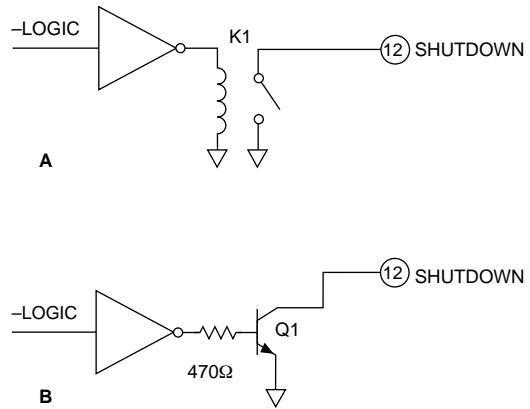 –LOGIC
K1
12 SHUTDOWN
A
–LOGIC
12 SHUTDOWN
Q1
470Ω
B